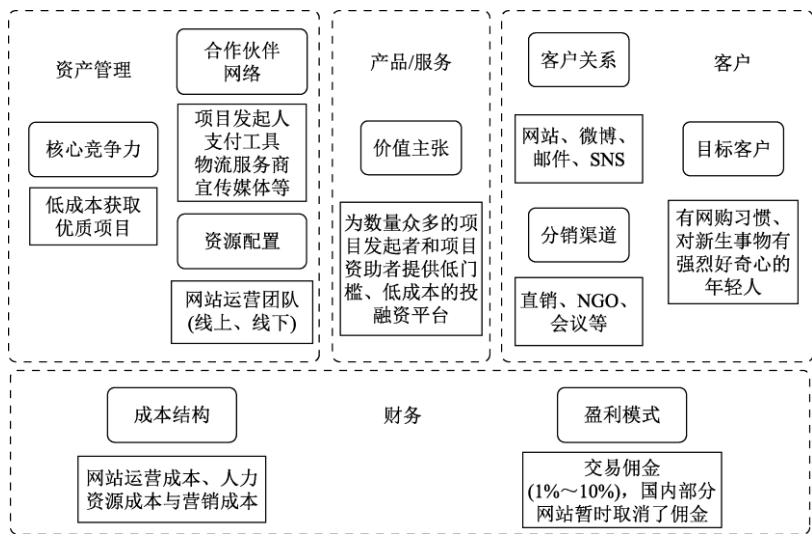 资产管理
合作伙伴
网络
项目发起人
支付工具
物流服务商
宣传媒体等
核心竞争力
低成本获取
优质项目
资源配置
网站运营团队
(线上、线下)
产品/服务
价值主张
为数量众多的项
目发起者和项目
资助者提供低门
槛、低成本的投
融资平台
客户关系
网站、微博、
邮件、SNS
分销渠道
直销、NGO、
会议等
客户
目标客户
有网购习惯、
对新生事物有
强烈好奇心的
年轻人
成本结构
网站运营成本、人力
资源成本与营销成本
财务
盈利模式
交易佣金
(1%～10%)，国内部分
网站暂时取消了佣金